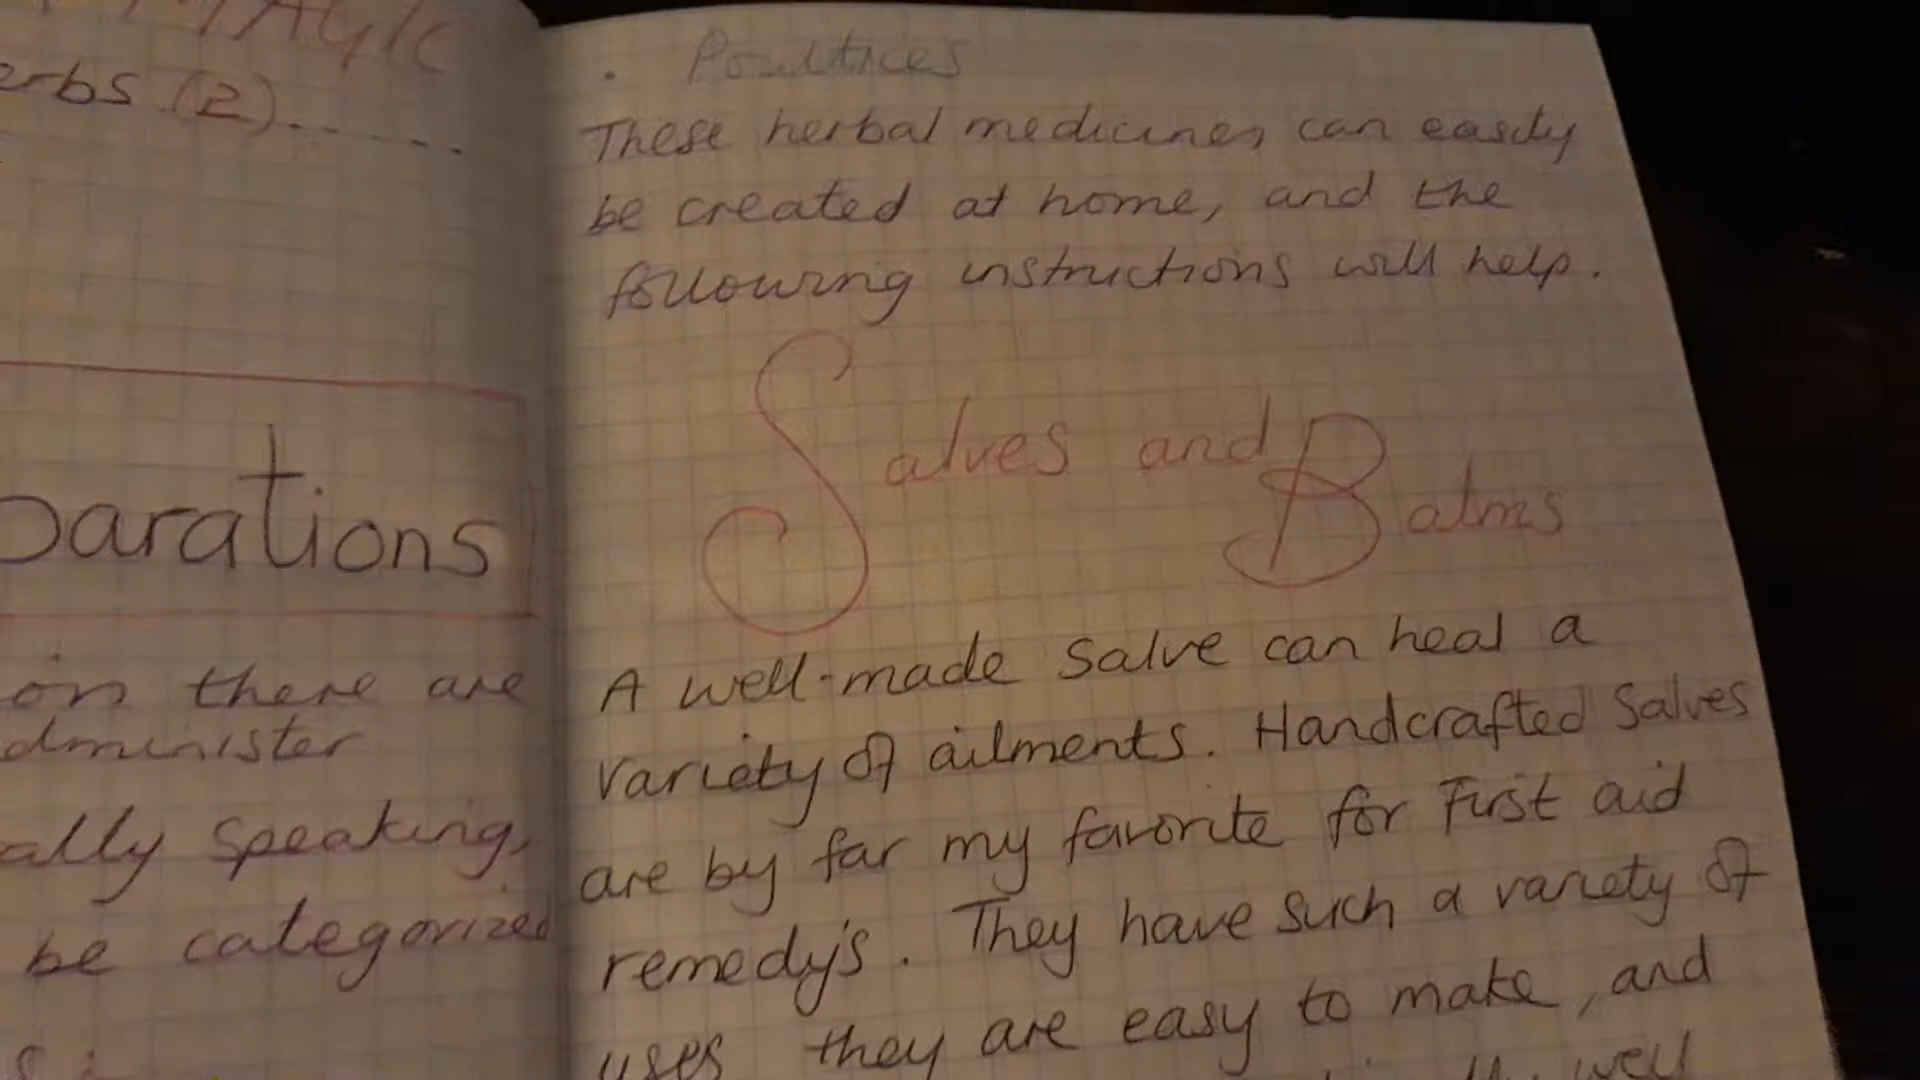 MAGIC
erbs (2)......
parations
on there are
dminister
ally speaking,
be categorized
. Poultices
These herbal medicines can easily
be created at home, and the
following instructions will help.
Salves and
Balms
A well-made salve can heal a
variety of ailments. Handcrafted Salves
are by far my favorite for First aid
remedy's. They have such a variety of
uses they are easy to make, and
well